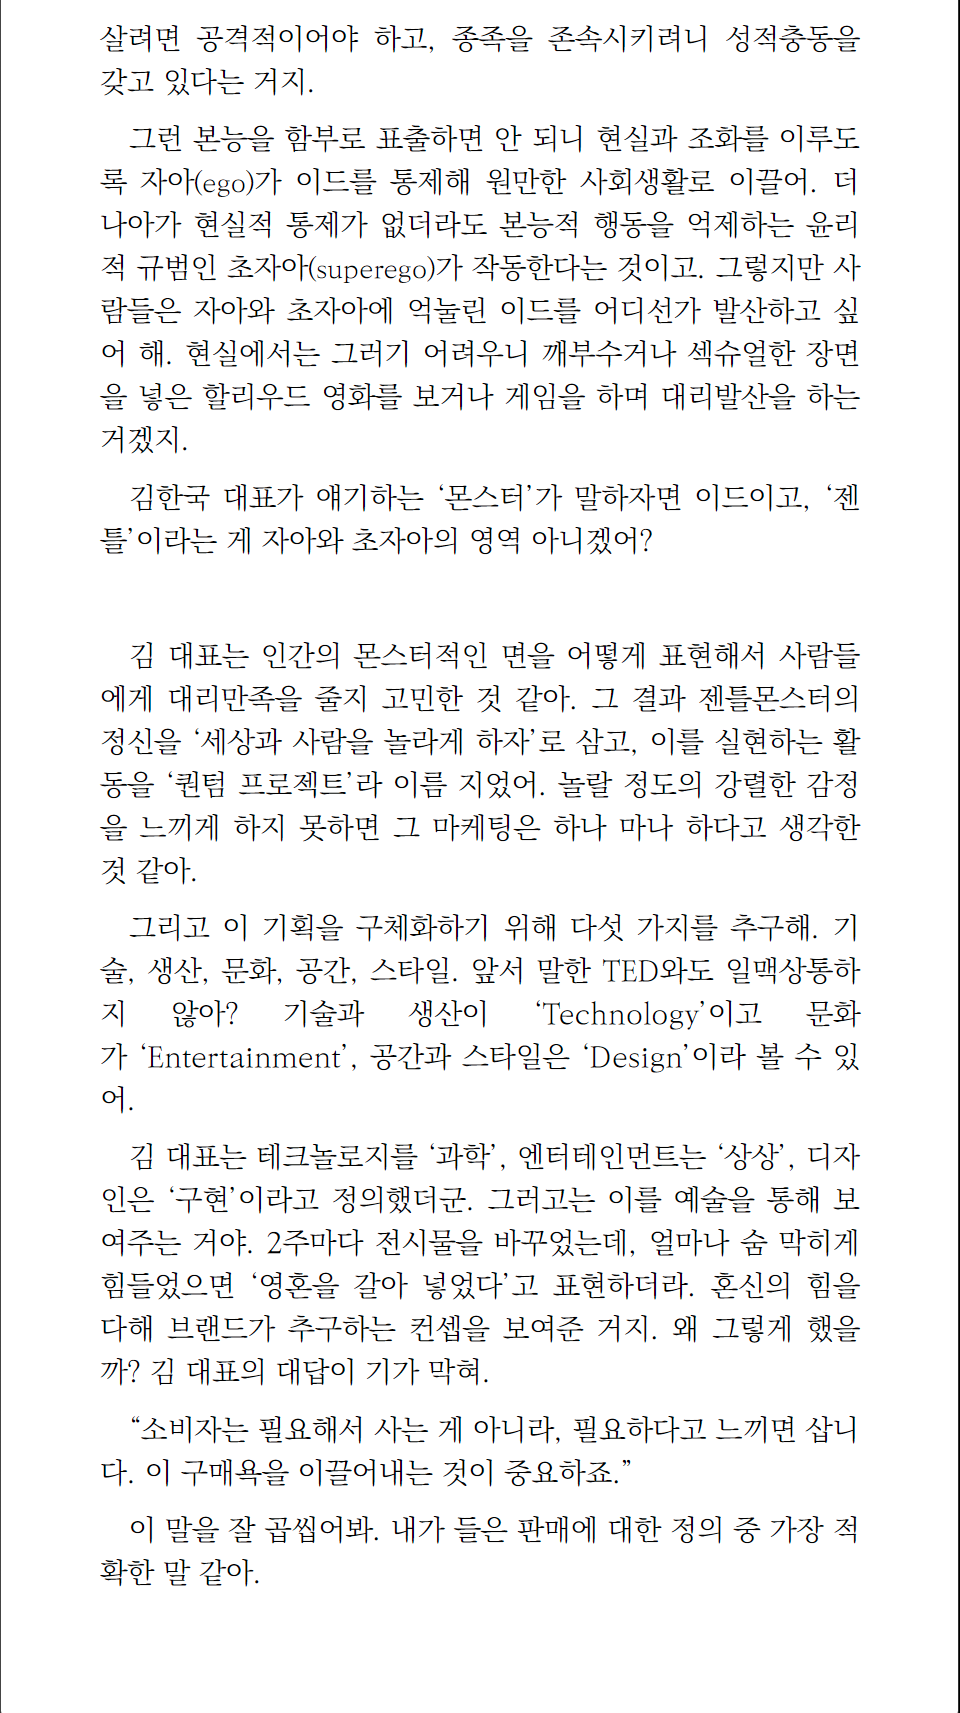 살려면 공격적이어야 하고, 종족을 존속시키려니 성적충동을
갖고 있다는 거지.
그런 본능을 함부로 표출하면 안 되니 현실과 조화를 이루도
록 자아(ego)가 이드를 통제해 원만한 사회생활로 이끌어. 더
나아가 현실적 통제가 없더라도 본능적 행동을 억제하는 윤리
적 규범인 초자아(superego)가 작동한다는 것이고. 그렇지만 사
람들은 자아와 초자아에 억눌린 이드를 어디선가 발산하고 싶
어 해. 현실에서는 그러기 어려우니 깨부수거나 섹슈얼한 장면
을 넣은 할리우드 영화를 보거나 게임을 하며 대리발산을 하는
거겠지.
김한국 대표가 얘기하는 ‘몬스터’가 말하자면 이드이고, ‘젠
틀’이라는 게 자아와 초자아의 영역 아니겠어?
김 대표는 인간의 몬스터적인 면을 어떻게 표현해서 사람들
에게 대리만족을 줄지 고민한 것 같아. 그 결과 젠틀몬스터의
정신을 ‘세상과 사람을 놀라게 하자’로 삼고, 이를 실현하는 활
동을 ‘퀀텀 프로젝트’라 이름 지었어. 놀랄 정도의 강렬한 감정
을 느끼게 하지 못하면 그 마케팅은 하나 마나 하다고 생각한
것 같아.
그리고 이 기획을 구체화하기 위해 다섯 가지를 추구해. 기
술, 생산, 문화, 공간, 스타일. 앞서 말한 TED와도 일맥상통하
지 않아? 기술과 생산이 ‘Technology’이고 문화
가 ‘Entertainment’, 공간과 스타일은 ‘Design’이라 볼 수 있
어.
김 대표는 테크놀로지를 ‘과학’, 엔터테인먼트는 ‘상상’, 디자
인은 ‘구현’이라고 정의했더군. 그러고는 이를 예술을 통해 보
여주는 거야. 2주마다 전시물을 바꾸었는데, 얼마나 숨 막히게
힘들었으면 ‘영혼을 갈아 넣었다’고 표현하더라. 혼신의 힘을
다해 브랜드가 추구하는 컨셉을 보여준 거지. 왜 그렇게 했을
까? 김 대표의 대답이 기가 막혀.
“소비자는 필요해서 사는 게 아니라, 필요하다고 느끼면 삽니
다. 이 구매욕을 이끌어내는 것이 중요하죠.”
이 말을 잘 곱씹어봐. 내가 들은 판매에 대한 정의 중 가장 적
확한 말 같아.